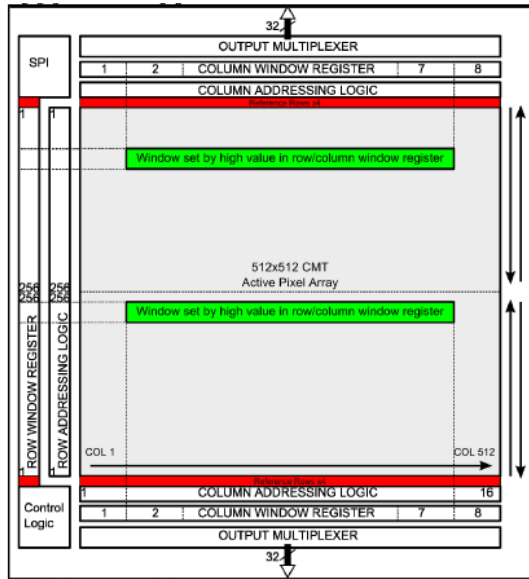 32
OUTPUT MULTIPLEXER
SPI
1 2 COLUMN WINDOW REGISTER 7 8
COLUMN ADDRESSING LOGIC
Reference Rows x4
1 1
Window set by high value in row/column window register
512x512 CMT
Active Pixel Array
256 256
256 256
Window set by high value in row/column window register
ROW WINDOW REGISTER
ROW ADDRESSING LOGIC
COL 1 COL 512
1 1
Reference Rows x4
1 COLUMN ADDRESSING LOGIC 16
Control
Logic
1 2 COLUMN WINDOW REGISTER 7 8
OUTPUT MULTIPLEXER
32